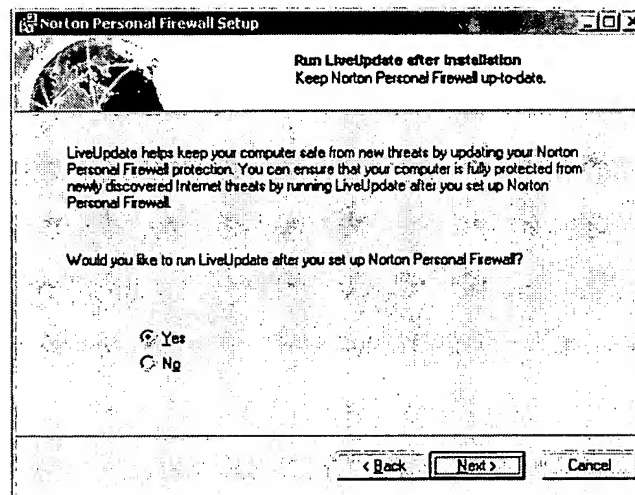 Norton Personal Firewall Setup
Run LiveUpdate after Installation
Keep Norton Personal Firewall up-to-date.
LiveUpdate helps keep your computer safe from new threats by updating your Norton
Personal Firewall protection. You can ensure that your computer is fully protected from
newly discovered Internet threats by running LiveUpdate after you set up Norton
Personal Firewall.
Would you like to run LiveUpdate after you set up Norton Personal Firewall?
Yes
No
< Back Next > Cancel